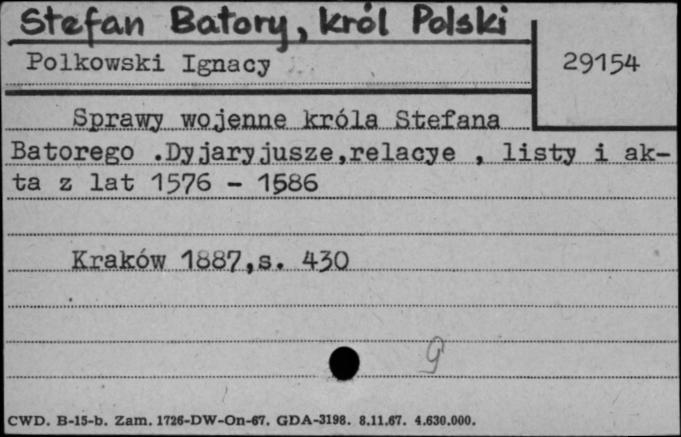 Stefan Batory, król Polski
Polkowski Ignacy
29154
Sprawy wojenne króla Stefana
Batorego .Dyjaryjusze,relacye , listy i ak-
ta z lat 1576 - 1586
Kraków 1887,s. 430
g
CWD. B-15-b. Zam. 1726-DW-On-67. GDA-3198. 8.11.67. 4.630.000.